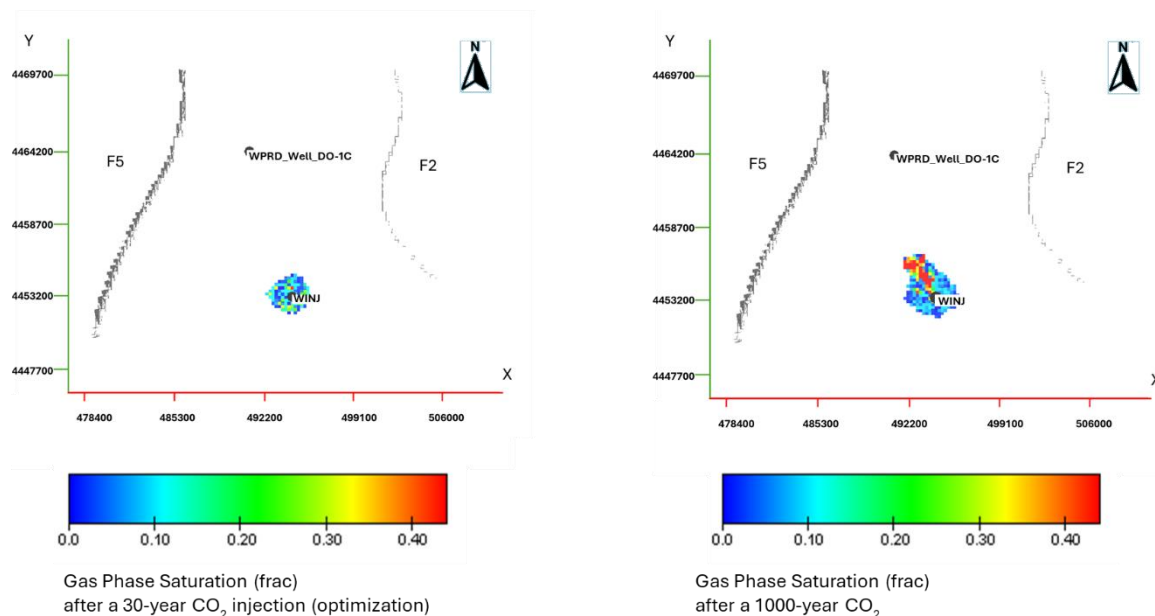 Y
N
4469700
F5
WPRD_Well_DO-1C
4464200
F2
4458700
4453200
WINJ
4447700
X
478400 485300 492200 499100 506000
0.0 0.10 0.20 0.30 0.40
Gas Phase Saturation (frac)
after a 30-year CO₂ injection (optimization)
Y
N
4469700
F5
WPRD_Well_DO-1C
4464200
F2
4458700
4453200
WINJ
4447700
X
478400 485300 492200 499100 506000
0.0 0.10 0.20 0.30 0.40
Gas Phase Saturation (frac)
after a 1000-year CO₂